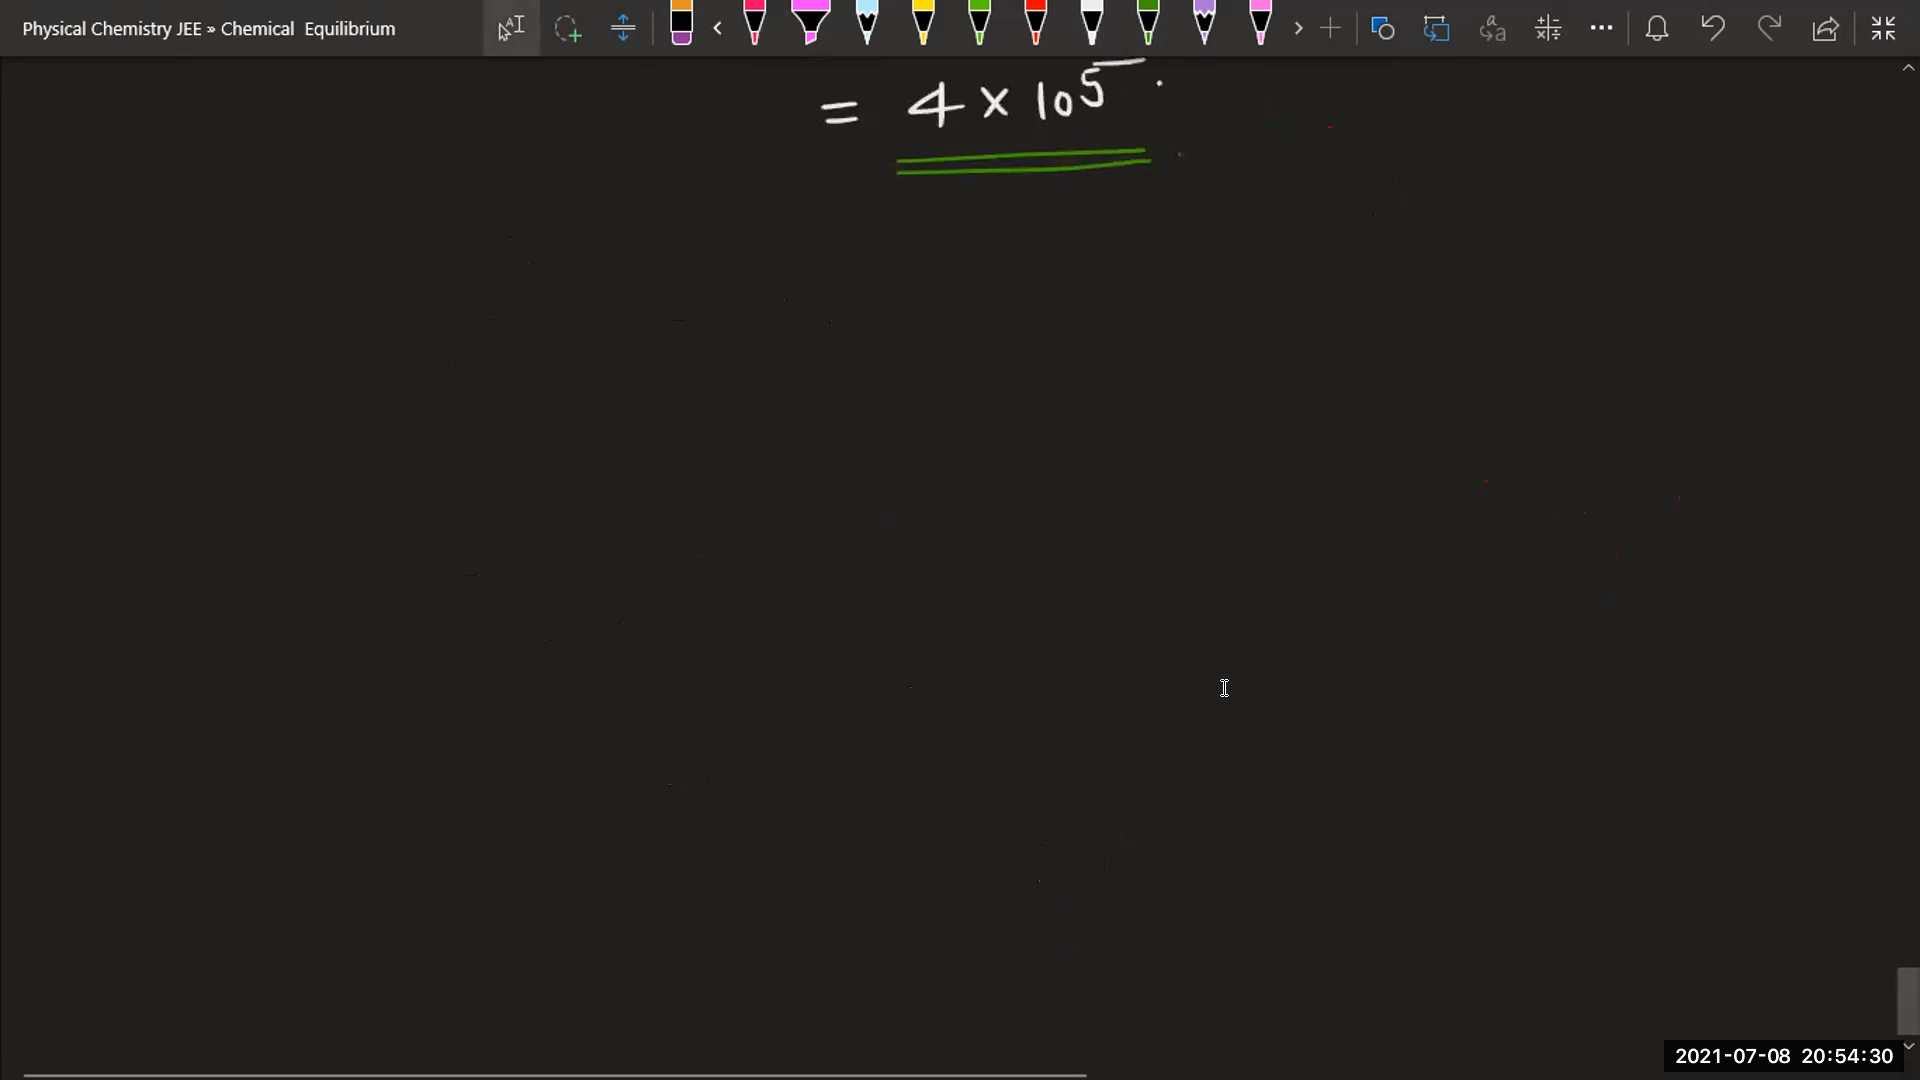 Physical Chemistry JEE » Chemical Equilibrium
= 4 × 10⁵
2021-07-08 20:54:30